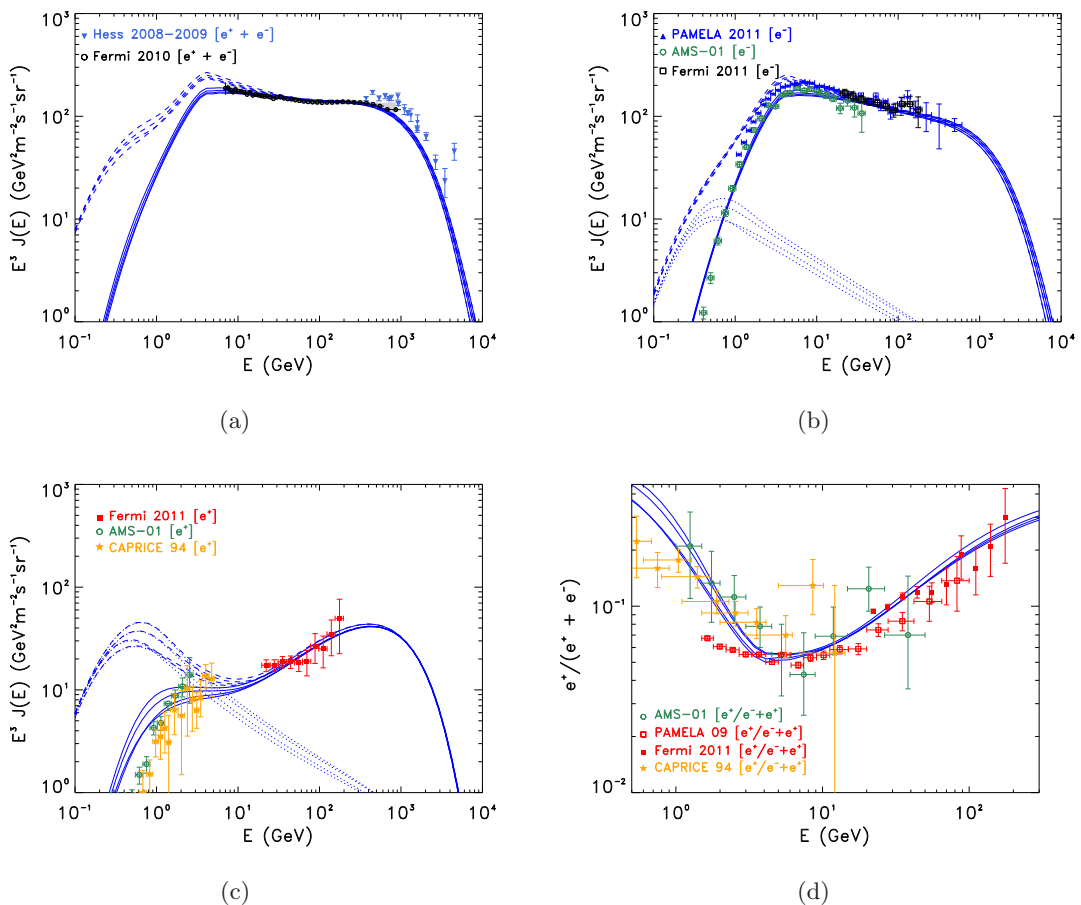 Hess 2008−2009 [e⁺ + e⁻]
Fermi 2010 [e⁺ + e⁻]
E³ J(E) (GeV²m⁻²s⁻¹sr⁻¹)
10³
10²
10¹
10⁰
10⁻¹ 10⁰ 10¹ 10² 10³ 10⁴
E (GeV)
(a)
PAMELA 2011 [e⁻]
AMS−01 [e⁻]
Fermi 2011 [e⁻]
E³ J(E) (GeV²m⁻²s⁻¹sr⁻¹)
10³
10²
10¹
10⁰
10⁻¹ 10⁰ 10¹ 10² 10³ 10⁴
E (GeV)
(b)
Fermi 2011 [e⁺]
AMS−01 [e⁺]
CAPRICE 94 [e⁺]
E³ J(E) (GeV²m⁻²s⁻¹sr⁻¹)
10³
10²
10¹
10⁰
10⁻¹ 10⁰ 10¹ 10² 10³ 10⁴
E (GeV)
(c)
e⁺/(e⁺ + e⁻)
10⁻¹
10⁻²
AMS−01 [e⁺/e⁻+e⁺]
PAMELA 09 [e⁺/e⁻+e⁺]
Fermi 2011 [e⁺/e⁻+e⁺]
CAPRICE 94 [e⁺/e⁻+e⁺]
10⁰ 10¹ 10²
E (GeV)
(d)